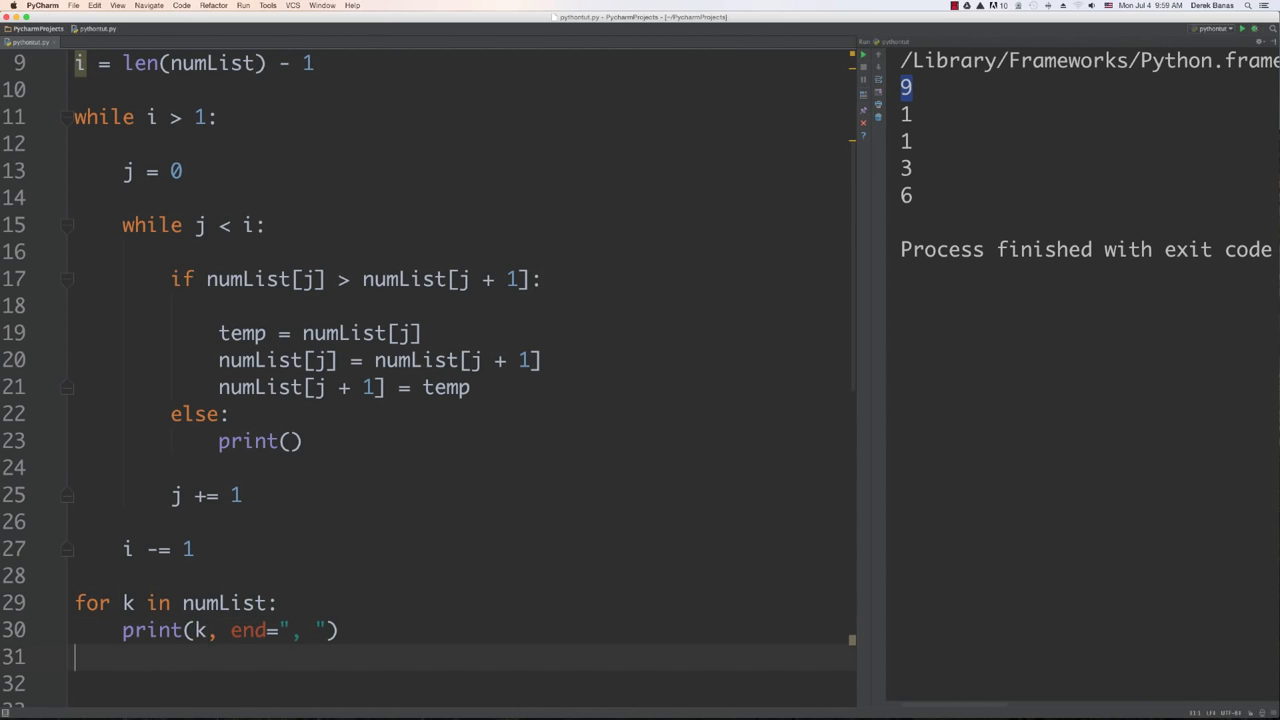 PyCharm File Edit View Navigate Code Refactor Run Tools VCS Window Help 10 Mon Jul 4 9:59 AM Derek Banas
pythontut.py - PycharmProjects - [~/PycharmProjects]
PycharmProjects pythontut.py pythontut
pythontut.py
Run: pythontut
9 i = len(numList) - 1
10
11 while i > 1:
12
13 j = 0
14
15 while j < i:
16
17 if numList[j] > numList[j + 1]:
18
19 temp = numList[j]
20 numList[j] = numList[j + 1]
21 numList[j + 1] = temp
22 else:
23 print()
24
25 j += 1
26
27 i -= 1
28
29 for k in numList:
30 print(k, end=", ")
31
32
33
/Library/Frameworks/Python.frame
9
1
1
3
6
Process finished with exit code
31:1 LF÷ UTF-8÷